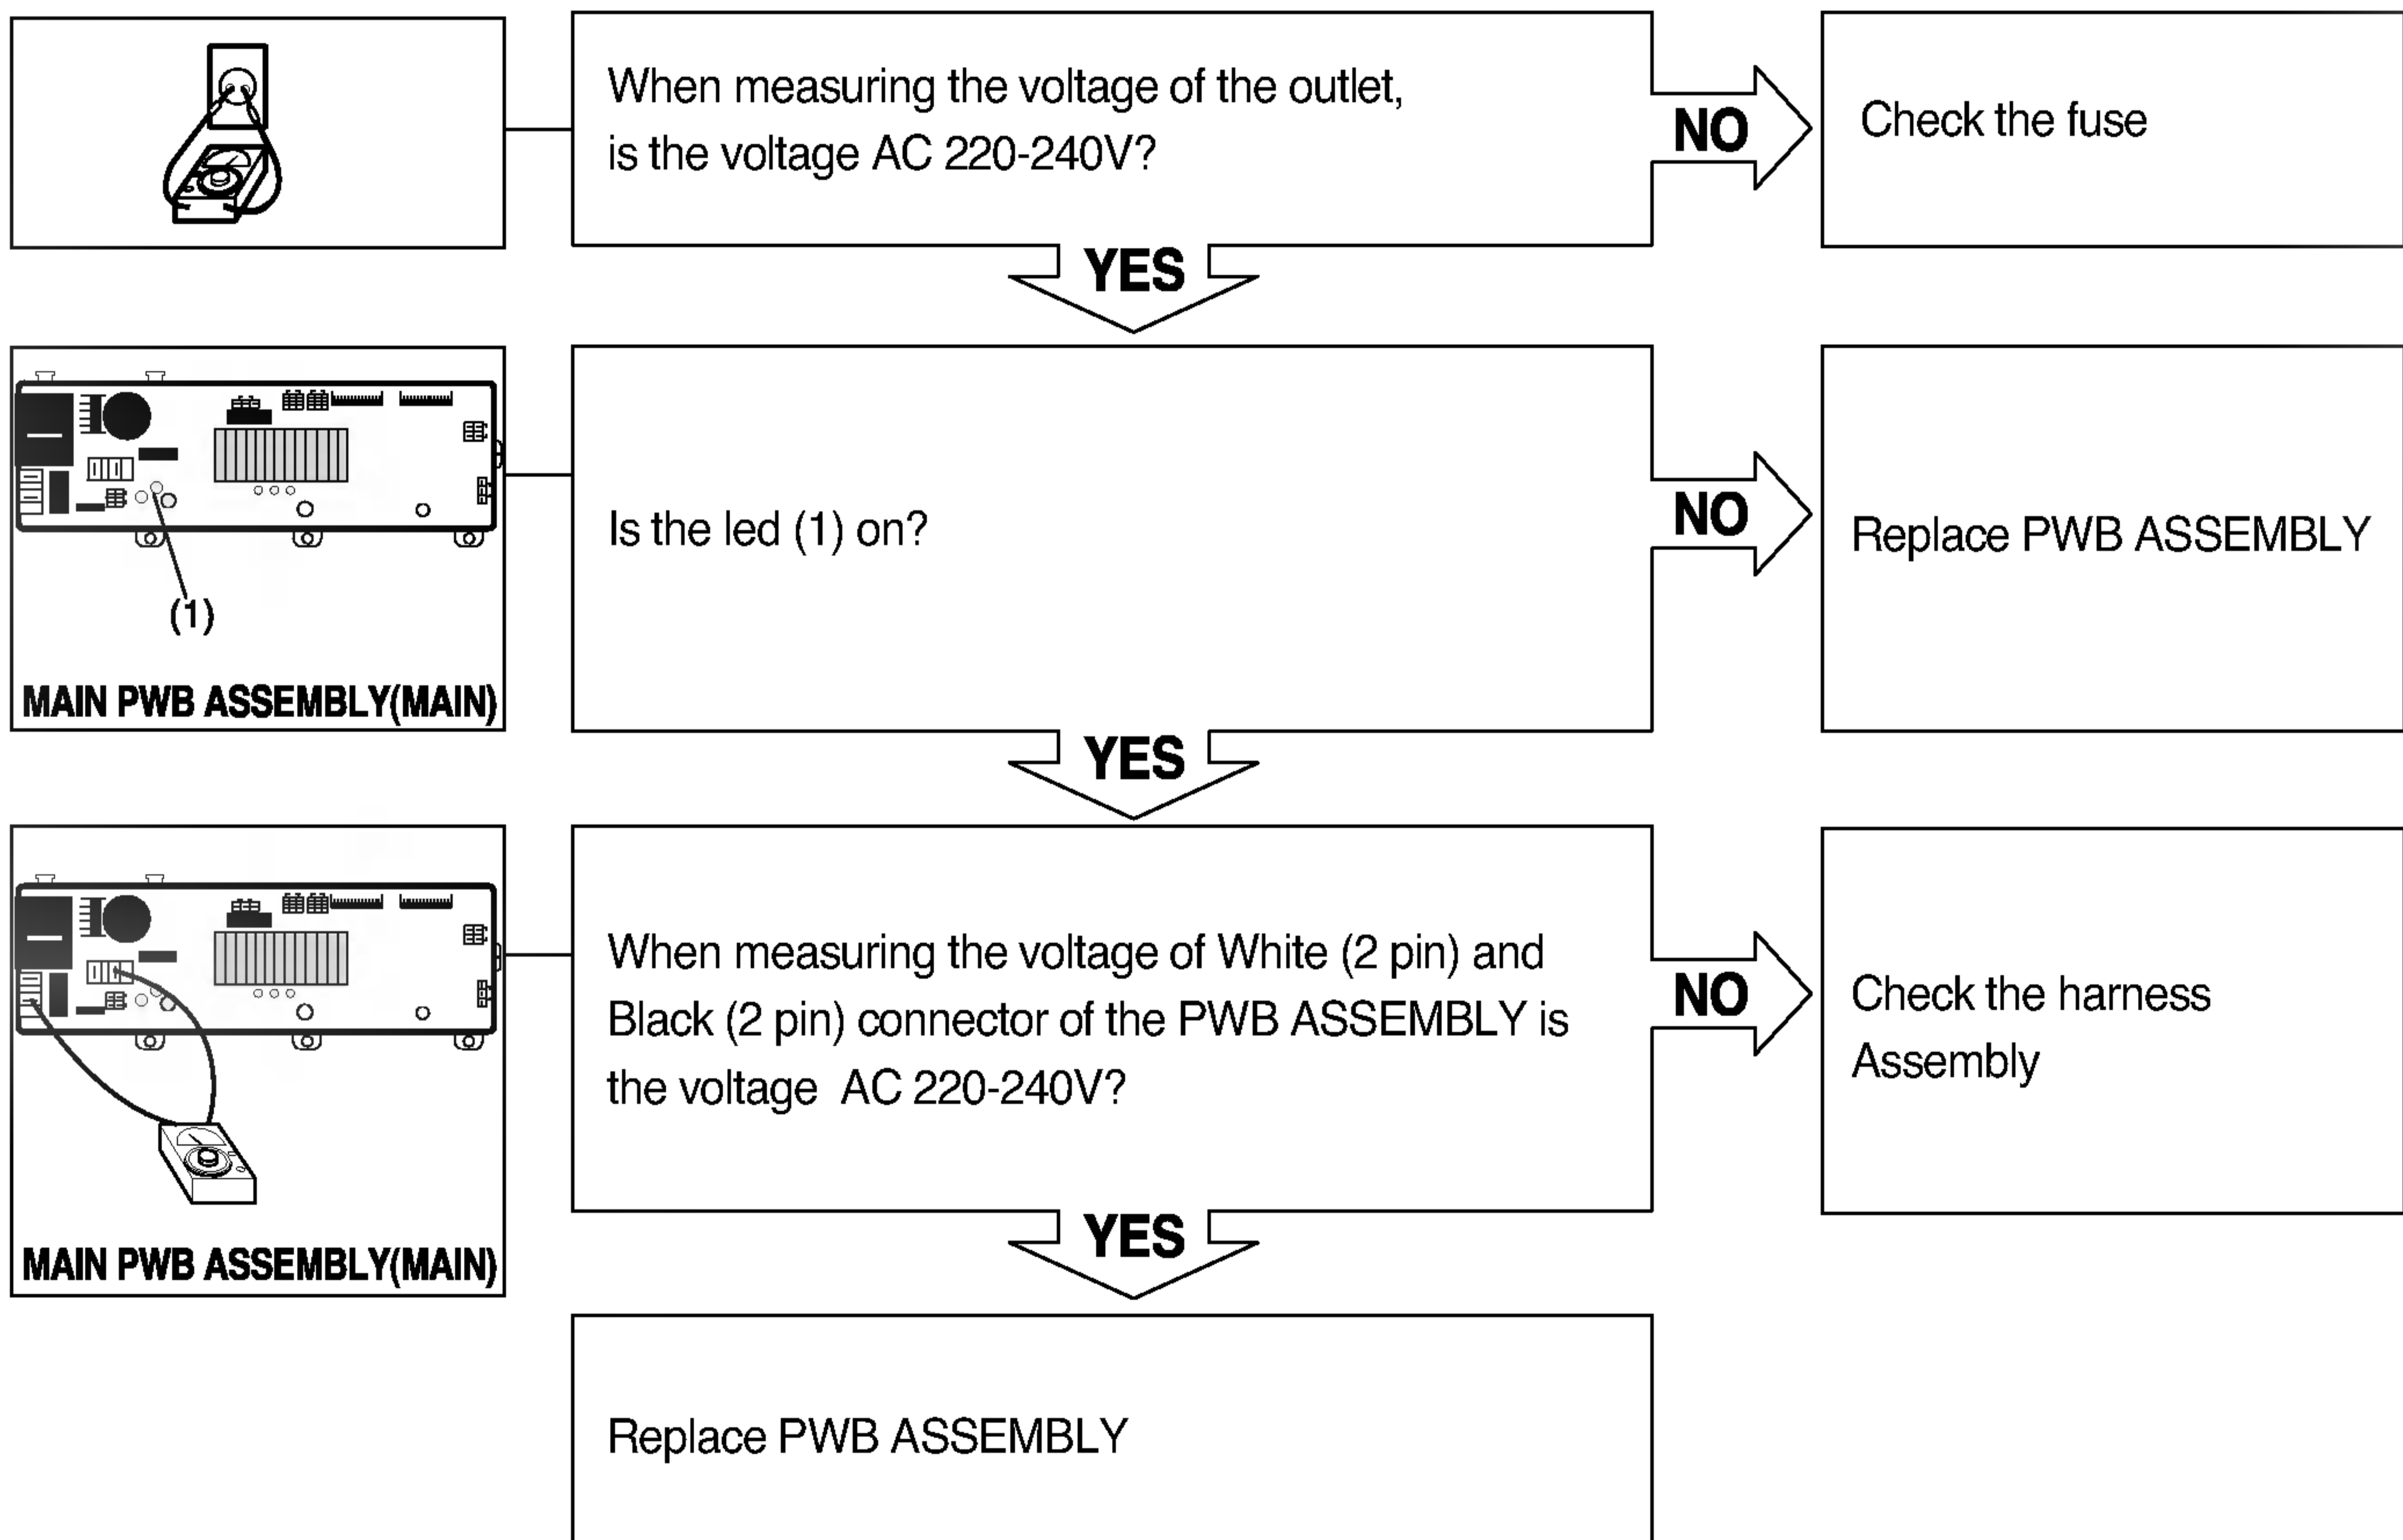 When measuring the voltage of the outlet,
is the voltage AC 220-240V?
NO
Check the fuse
YES
(1)
MAIN PWB ASSEMBLY(MAIN)
Is the led (1) on?
NO
Replace PWB ASSEMBLY
YES
MAIN PWB ASSEMBLY(MAIN)
When measuring the voltage of White (2 pin) and
Black (2 pin) connector of the PWB ASSEMBLY is
the voltage AC 220-240V?
NO
Check the harness
Assembly
YES
Replace PWB ASSEMBLY